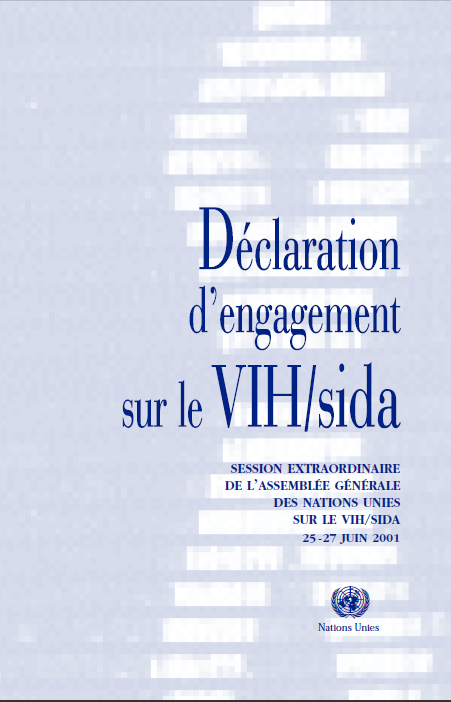 Déclaration
d'engagement
sur le VIH/sida
SESSION EXTRAORDINAIRE
DE L'ASSEMBLÉE GÉNÉRALE
DES NATIONS UNIES
SUR LE VIH/SIDA
25-27 JUIN 2001
Nations Unies